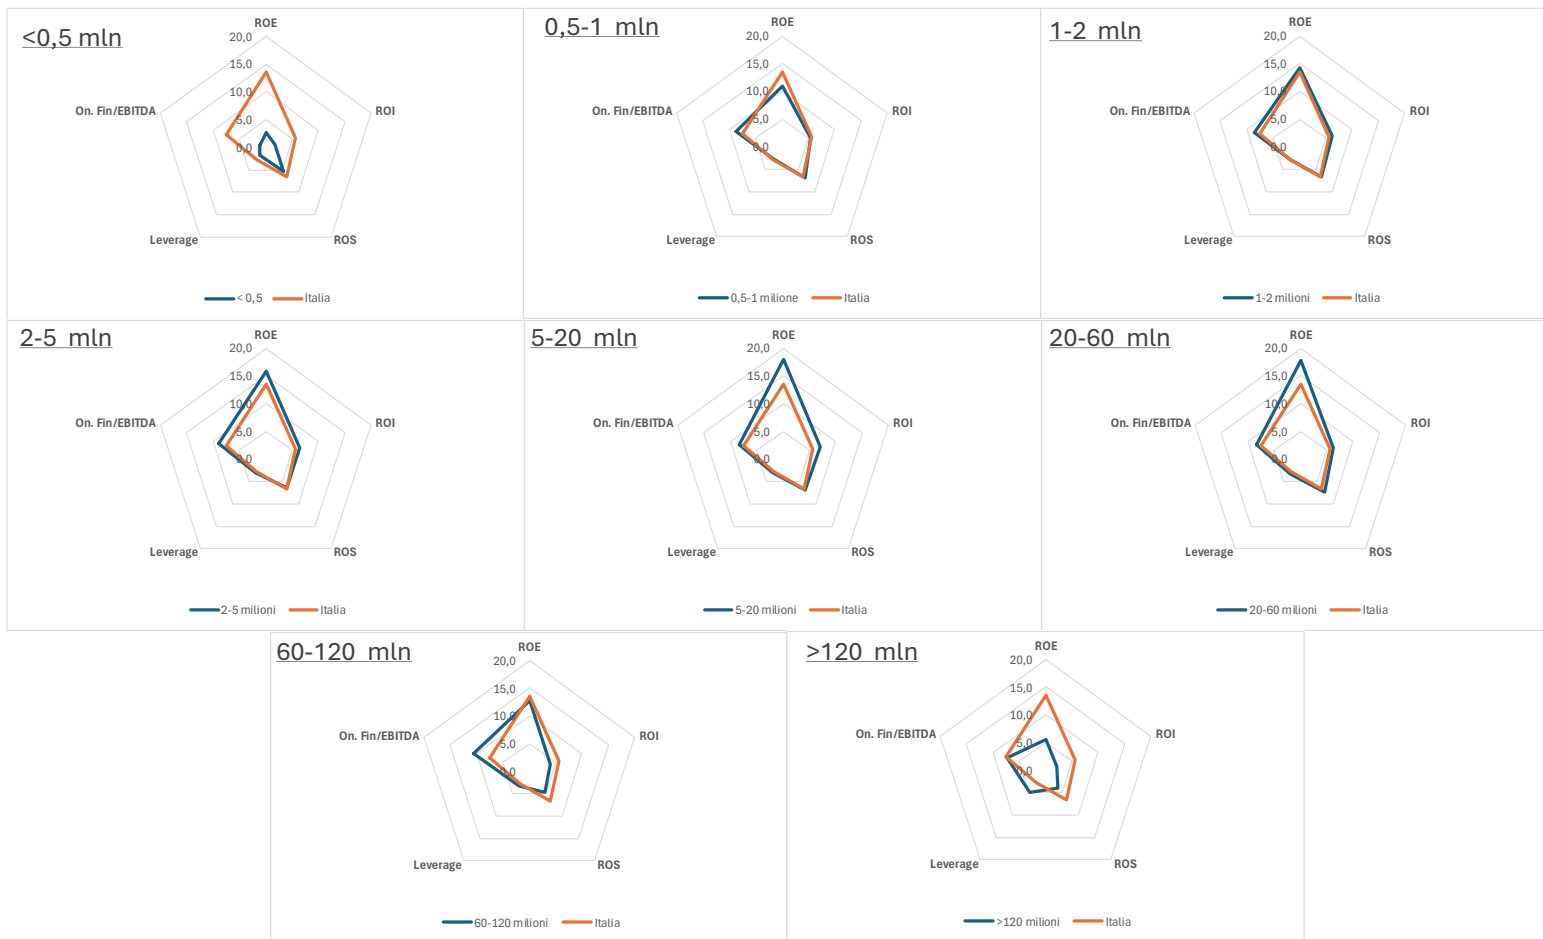 <0,5 mln
ROE
20,0
15,0
10,0
5,0
0,0
ROI
ROS
Leverage
On. Fin/EBITDA
< 0,5
Italia
0,5-1 mln
ROE
20,0
15,0
10,0
5,0
0,0
ROI
ROS
Leverage
On. Fin/EBITDA
0,5-1 milione
Italia
1-2 mln
ROE
20,0
15,0
10,0
5,0
0,0
ROI
ROS
Leverage
On. Fin/EBITDA
1-2 milioni
Italia
2-5 mln
ROE
20,0
15,0
10,0
5,0
0,0
ROI
ROS
Leverage
On. Fin/EBITDA
2-5 milioni
Italia
5-20 mln
ROE
20,0
15,0
10,0
5,0
0,0
ROI
ROS
Leverage
On. Fin/EBITDA
5-20 milioni
Italia
20-60 mln
ROE
20,0
15,0
10,0
5,0
0,0
ROI
ROS
Leverage
On. Fin/EBITDA
20-60 milioni
Italia
60-120 mln
ROE
20,0
15,0
10,0
5,0
0,0
ROI
ROS
Leverage
On. Fin/EBITDA
60-120 milioni
Italia
>120 mln
ROE
20,0
15,0
10,0
5,0
0,0
ROI
ROS
Leverage
On. Fin/EBITDA
>120 milioni
Italia